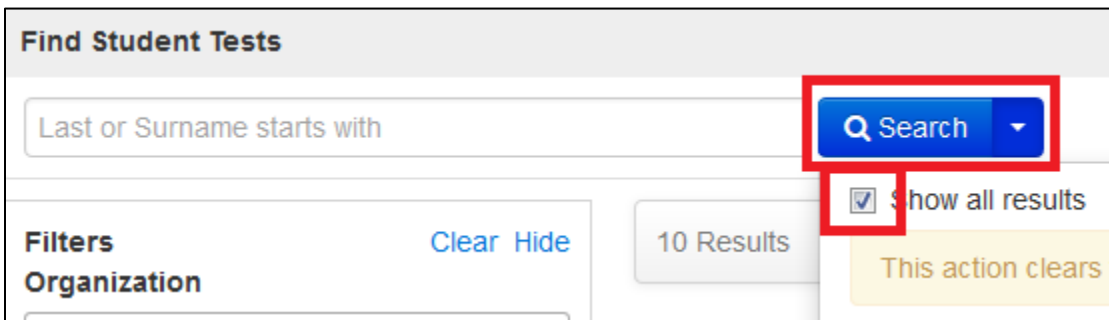 Find Student Tests
Last or Surname starts with
Search
Show all results
Filters
Clear Hide
10 Results
This action clears
Organization